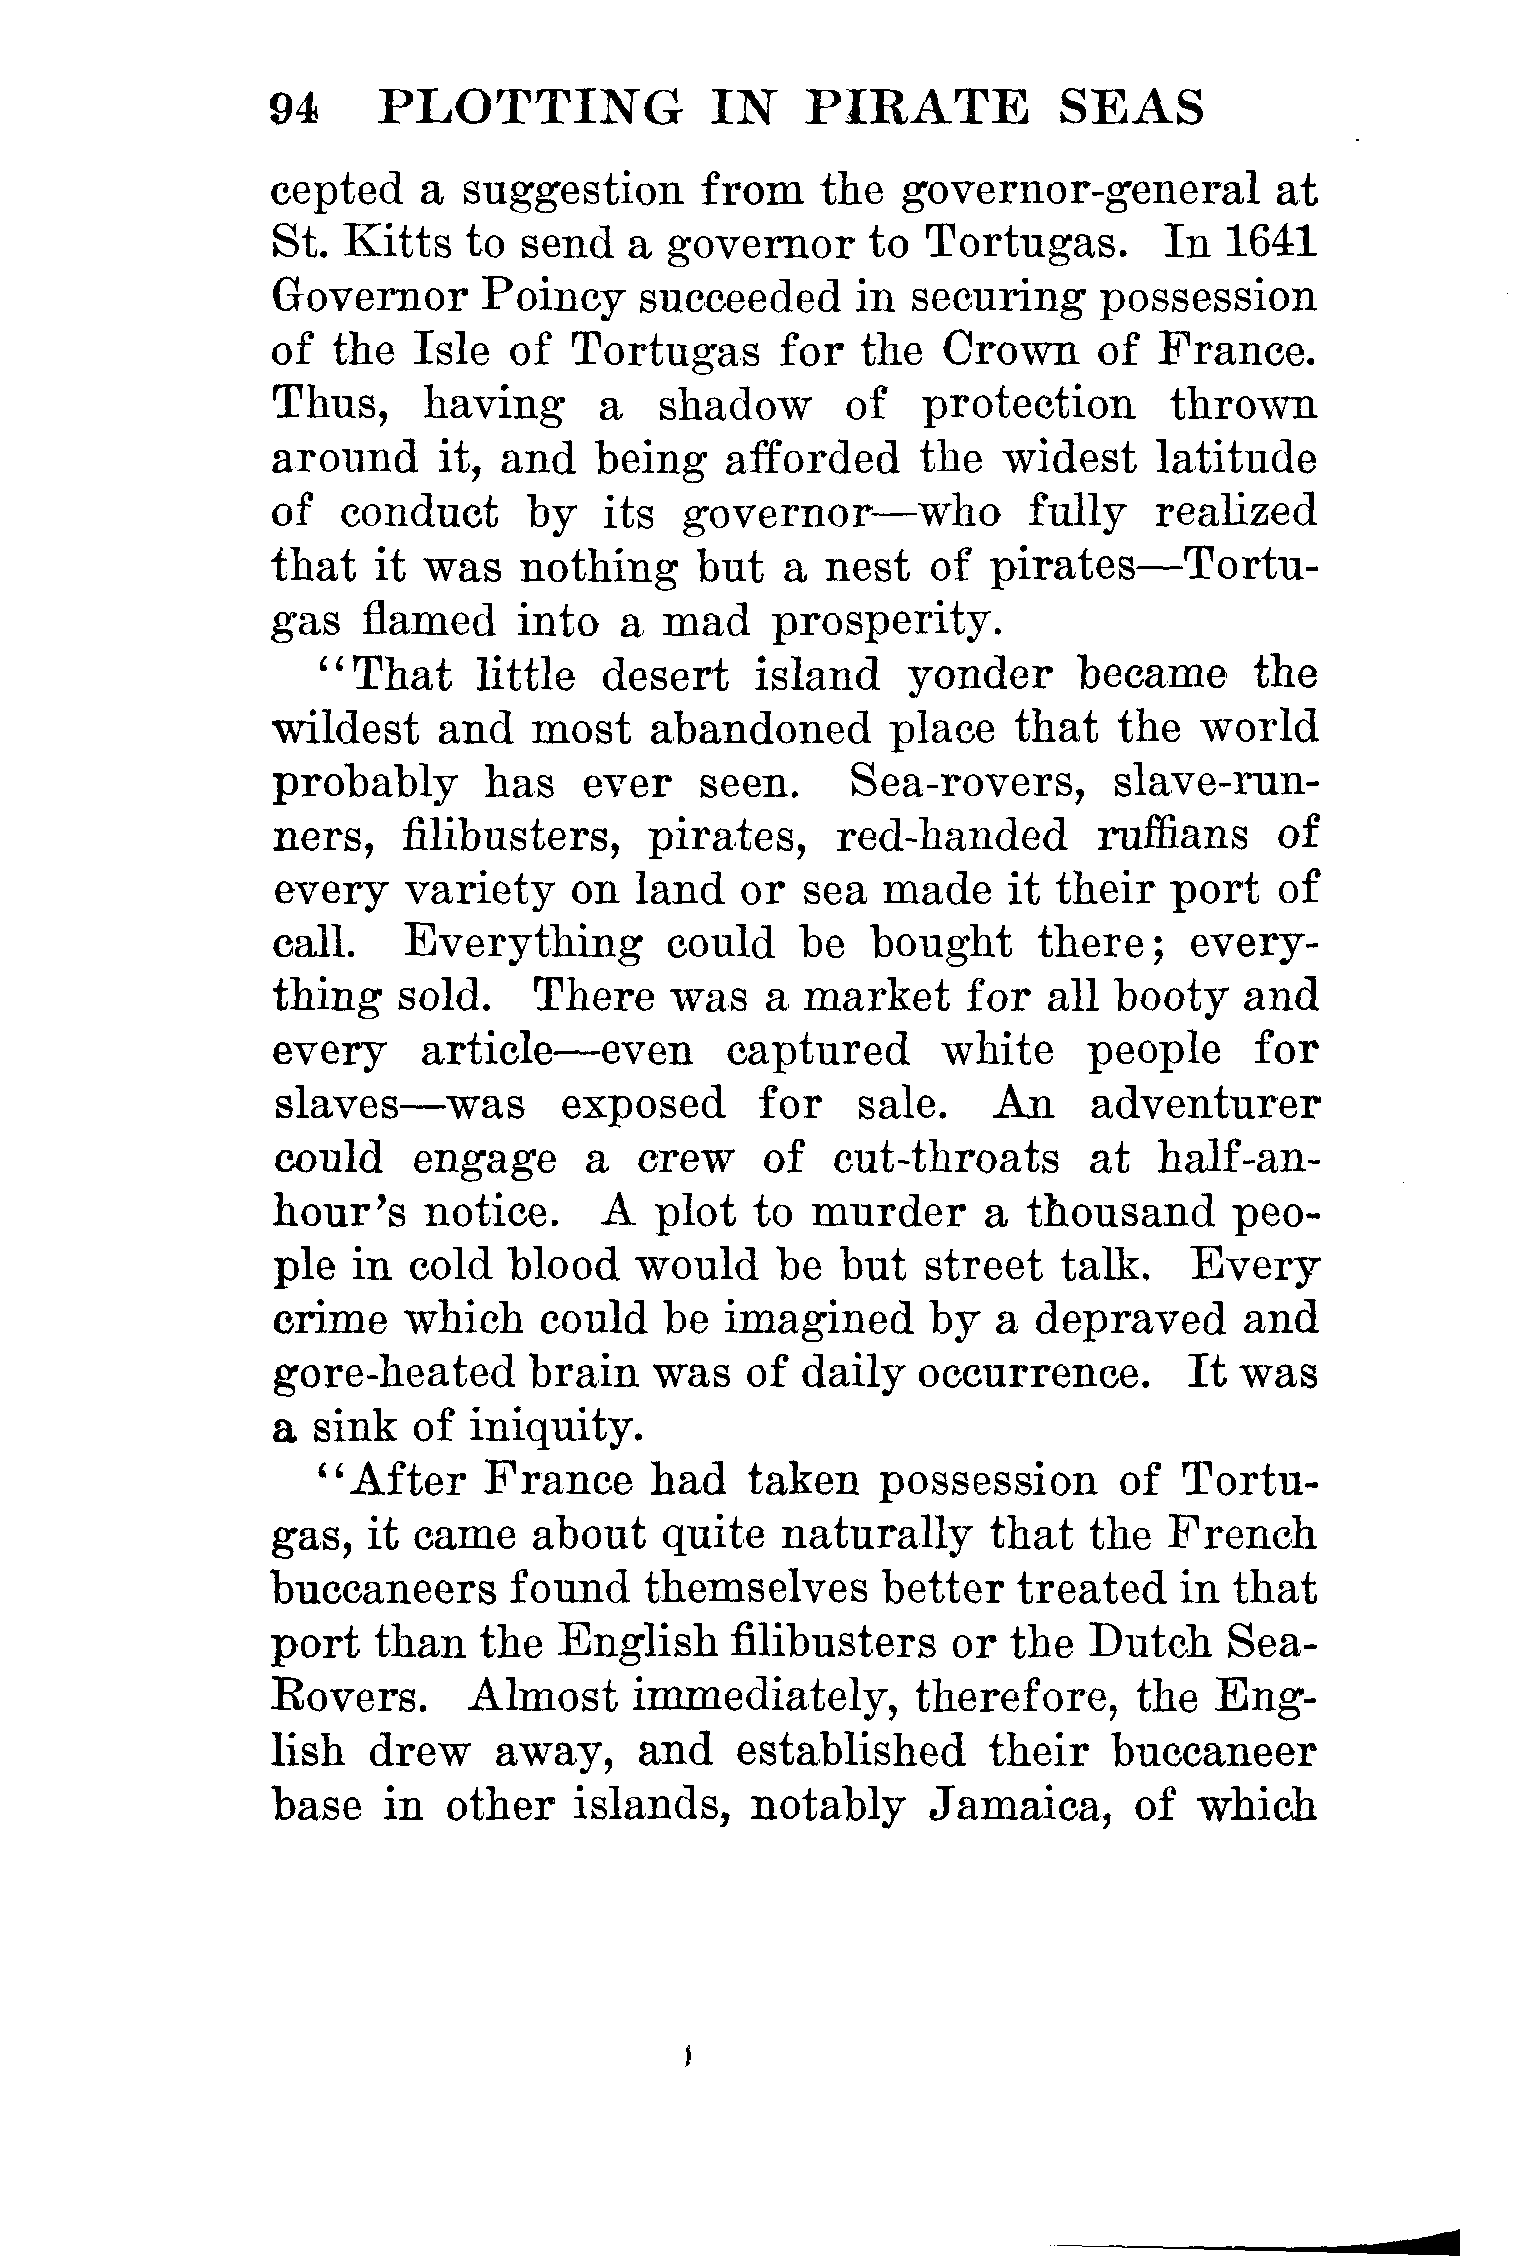 94 PLOTTING IN PIRATE SEAS
cepted a suggestion from the governor-general at
St. Kitts to send a governor to Tortugas. In 1641
Governor Poincy succeeded in securing possession
of the Isle of Tortugas for the Crown of France.
Thus, having a shadow of protection thrown
around it, and being afforded the widest latitude
of conduct by its governor—who fully realized
that it was nothing but a nest of pirates—Tortu-
gas flamed into a mad prosperity.
"That little desert island yonder became the
wildest and most abandoned place that the world
probably has ever seen. Sea-rovers, slave-run-
ners, filibusters, pirates, red-handed ruffians of
every variety on land or sea made it their port of
call. Everything could be bought there; every-
thing sold. There was a market for all booty and
every article—even captured white people for
slaves—was exposed for sale. An adventurer
could engage a crew of cut-throats at half-an-
hour's notice. A plot to murder a thousand peo-
ple in cold blood would be but street talk. Every
crime which could be imagined by a depraved and
gore-heated brain was of daily occurrence. It was
a sink of iniquity.
"After France had taken possession of Tortu-
gas, it came about quite naturally that the French
buccaneers found themselves better treated in that
port than the English filibusters or the Dutch Sea-
Rovers. Almost immediately, therefore, the Eng-
lish drew away, and established their buccaneer
base in other islands, notably Jamaica, of which